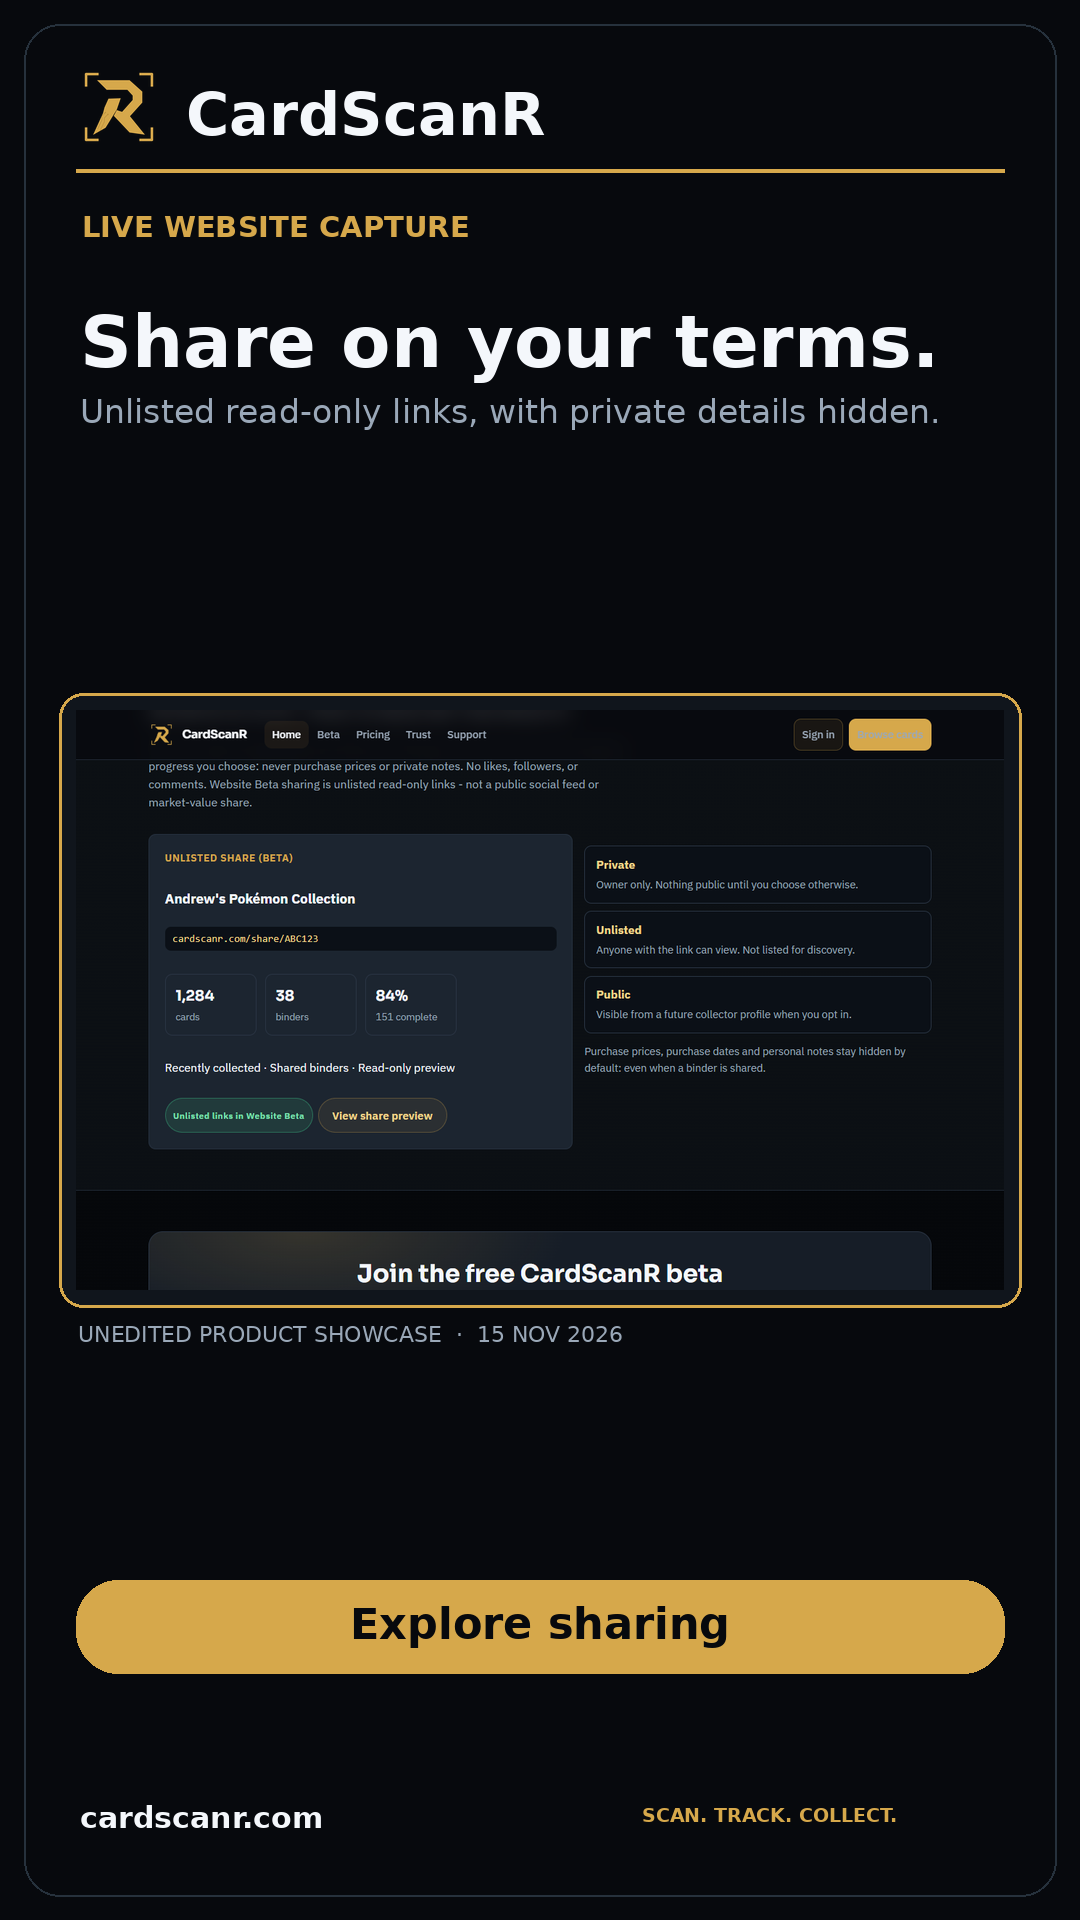 CardScanR
LIVE WEBSITE CAPTURE
Share on your terms.
Unlisted read-only links, with private details hidden.
CardScanR Home Beta Pricing Trust Support Sign in
progress you choose: never purchase prices or private notes. No likes, followers, or
comments. Website Beta sharing is unlisted read-only links - not a public social feed or
market-value share.
UNLISTED SHARE (BETA)
Andrew's Pokémon Collection
cardscanr.com/share/ABC123
1,284 38 84%
cards binders 151 complete
Recently collected · Shared binders · Read-only preview
Unlisted links in Website Beta View share preview
Private
Owner only. Nothing public until you choose otherwise.
Unlisted
Anyone with the link can view. Not listed for discovery.
Public
Visible from a future collector profile when you opt in.
Purchase prices, purchase dates and personal notes stay hidden by
default: even when a binder is shared.
Join the free CardScanR beta
UNEDITED PRODUCT SHOWCASE · 15 NOV 2026
Explore sharing
cardscanr.com SCAN. TRACK. COLLECT.